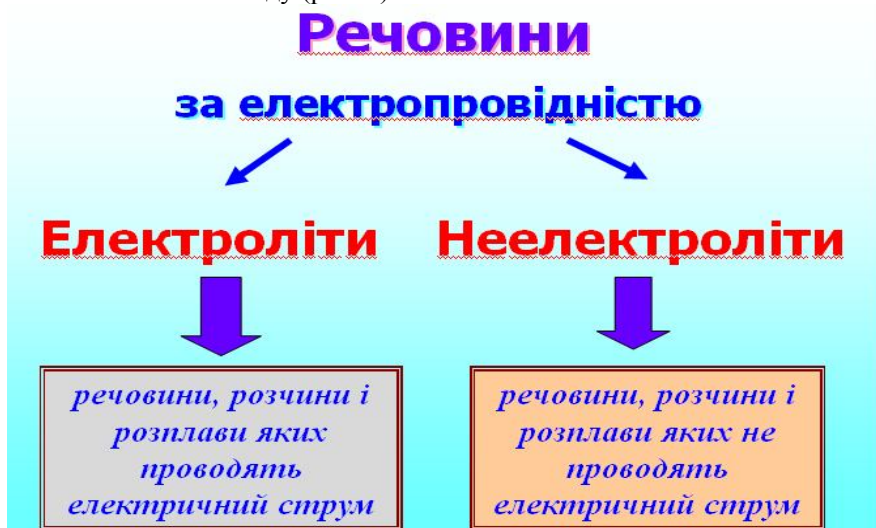 Речовини
за електропровідністю
Електроліти
Неелектроліти
речовини, розчини і
розплави яких
проводять
електричний струм
речовини, розчини і
розплави яких не
проводять
електричний струм